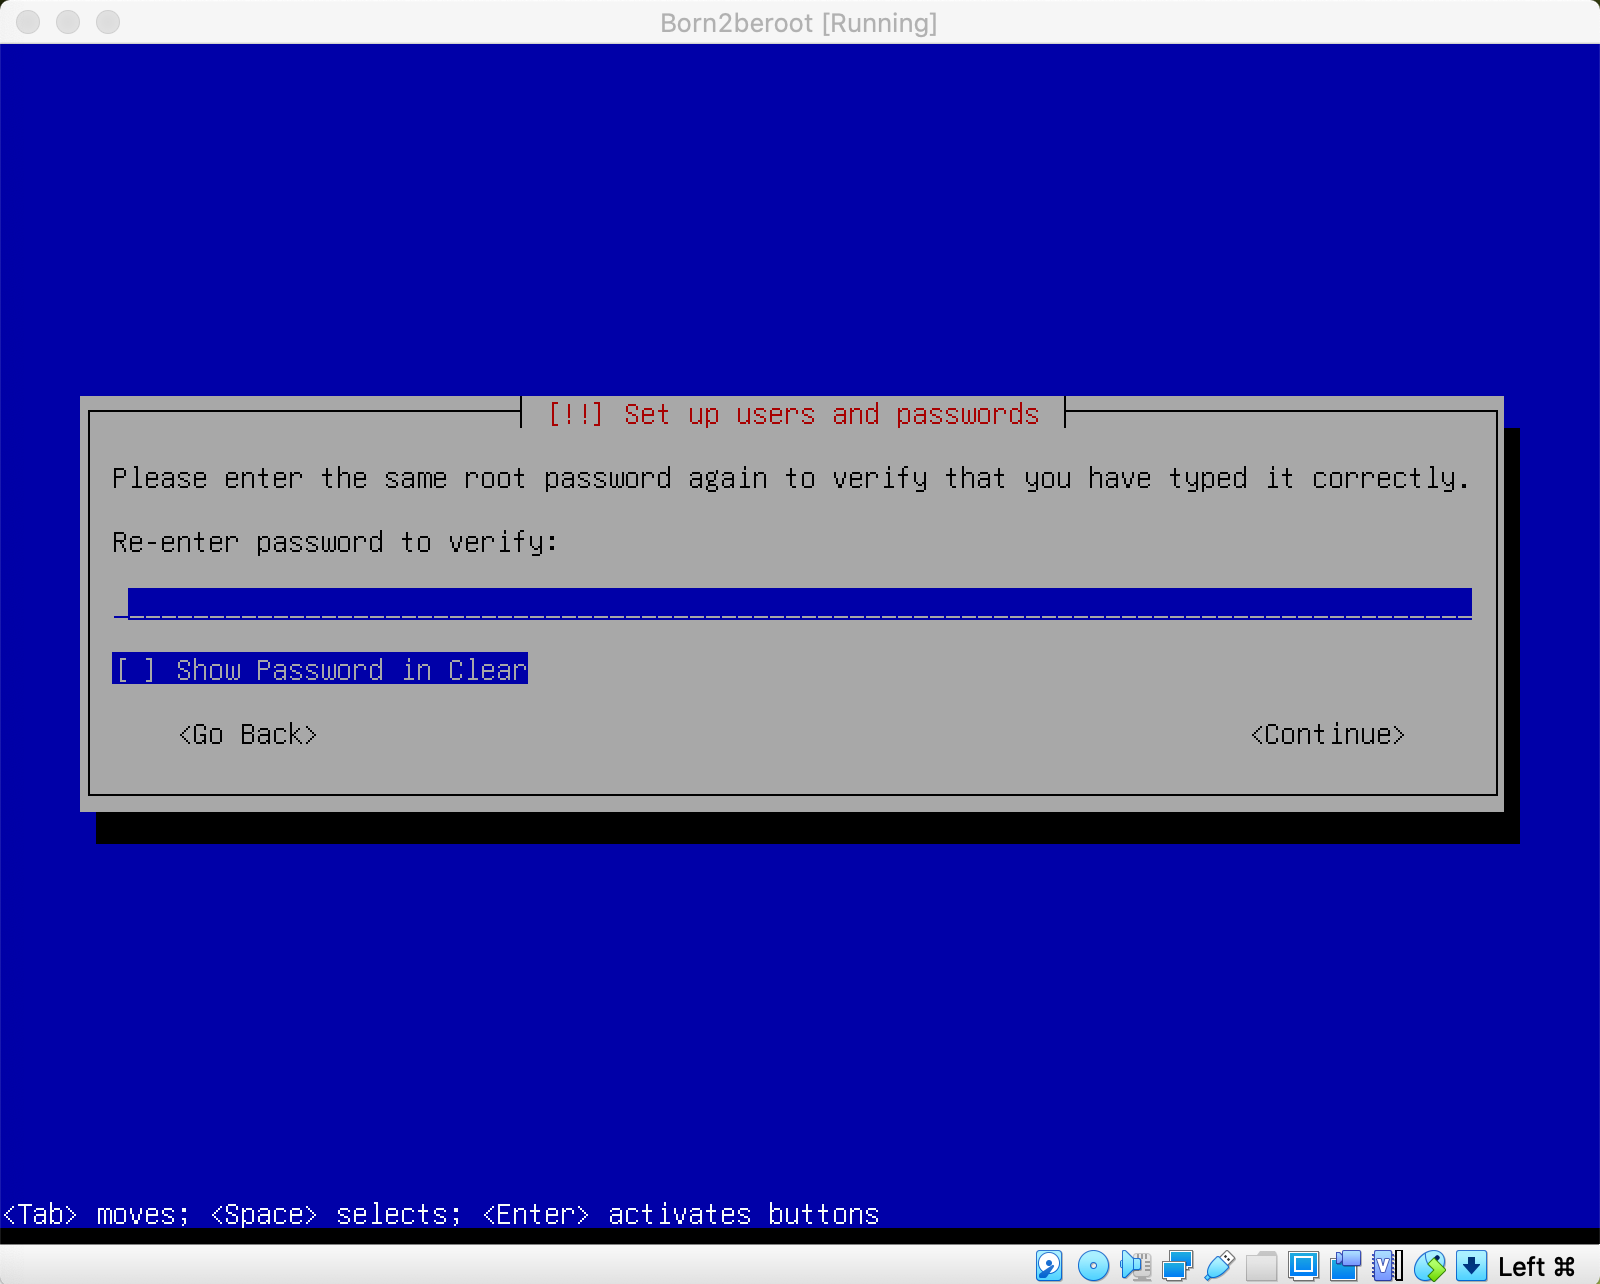 Born2beroot [Running]
[!!] Set up users and passwords
Please enter the same root password again to verify that you have typed it correctly.
Re-enter password to verify:
[ ] Show Password in Clear
<Go Back> <Continue>
<Tab> moves; <Space> selects; <Enter> activates buttons
Left ⌘